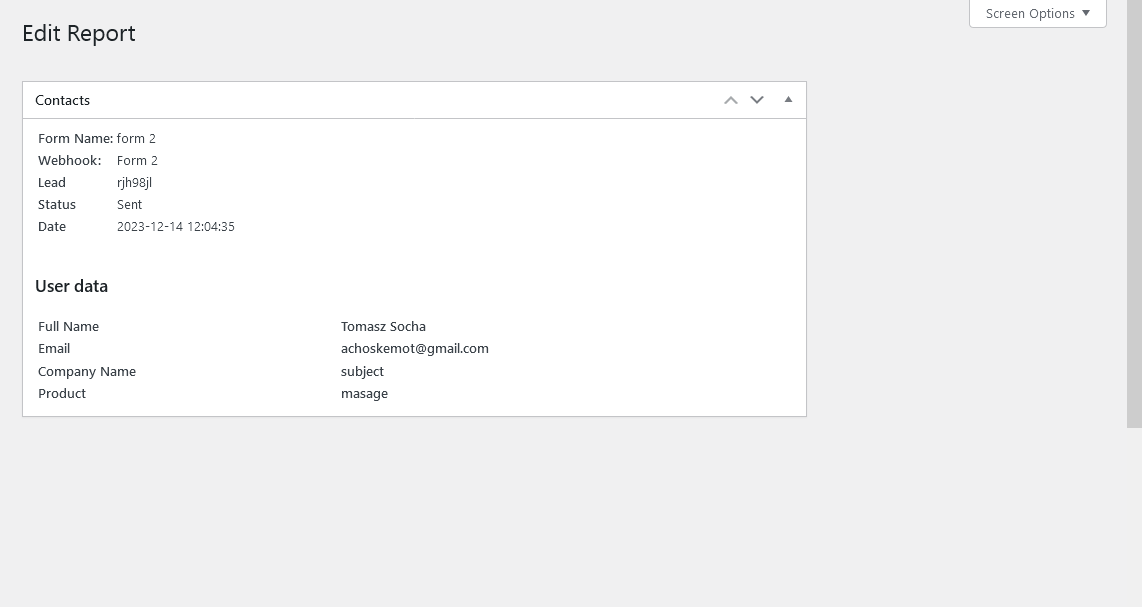 Screen Options
Edit Report
Contacts
Form Name: form 2
Webhook: Form 2
Lead rjh98jl
Status Sent
Date 2023-12-14 12:04:35
User data
Full Name Tomasz Socha
Email achoskemot@gmail.com
Company Name subject
Product masage